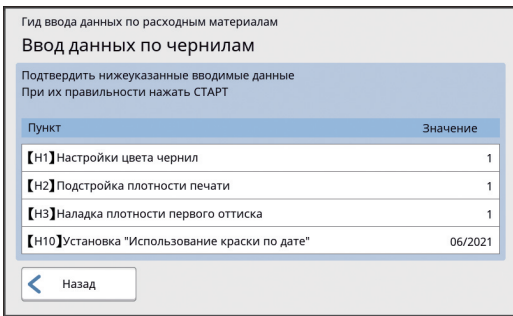 Гид ввода данных по расходным материалам
Ввод данных по чернилам
Подтвердить нижеуказанные вводимые данные
При их правильности нажать СТАРТ
Пункт Значение
【H1】Настройки цвета чернил 1
【H2】Подстройка плотности печати 1
【H3】Наладка плотности первого оттиска 1
【H10】Установка "Использование краски по дате" 06/2021
Назад